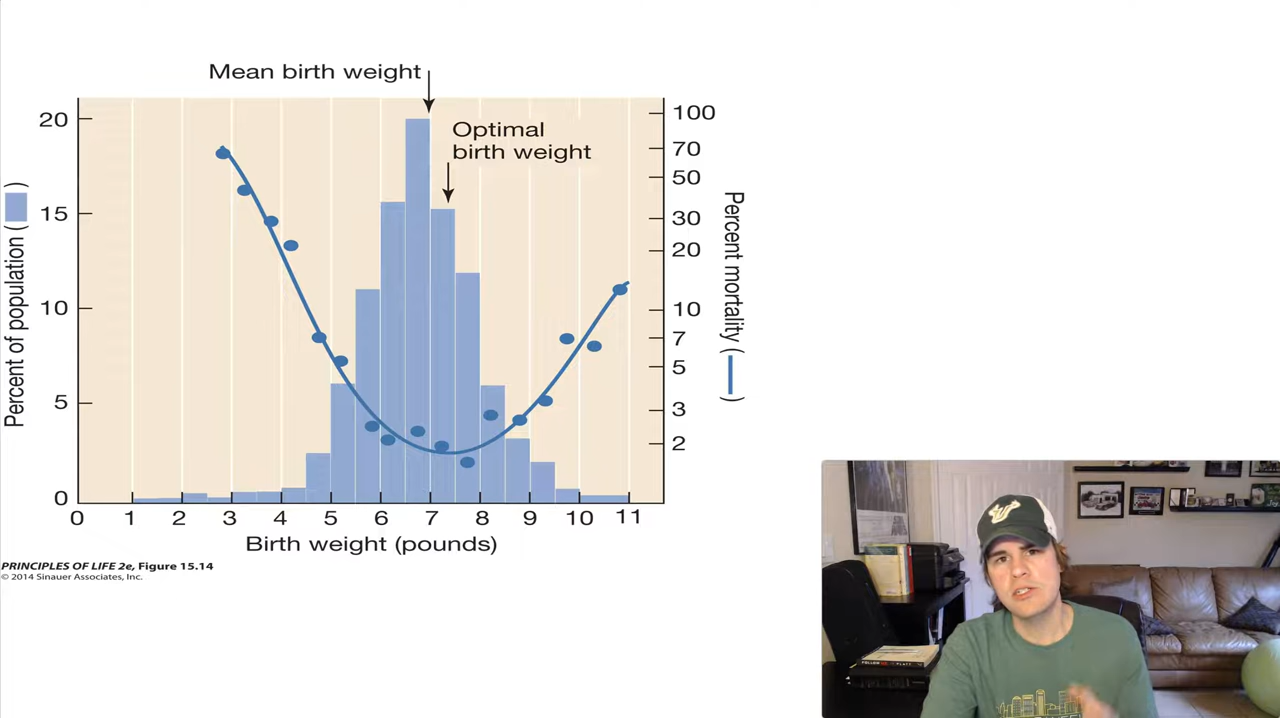 Mean birth weight
Optimal
birth weight
Percent of population ( )
20
15
10
5
0
100
70
50
30
20
10
7
5
3
2
Percent mortality ( )
0 1 2 3 4 5 6 7 8 9 10 11
Birth weight (pounds)
PRINCIPLES OF LIFE 2e, Figure 15.14
© 2014 Sinauer Associates, Inc.